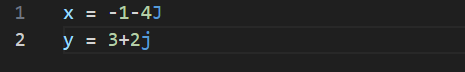 1 x = -1-4J
2 y = 3+2j